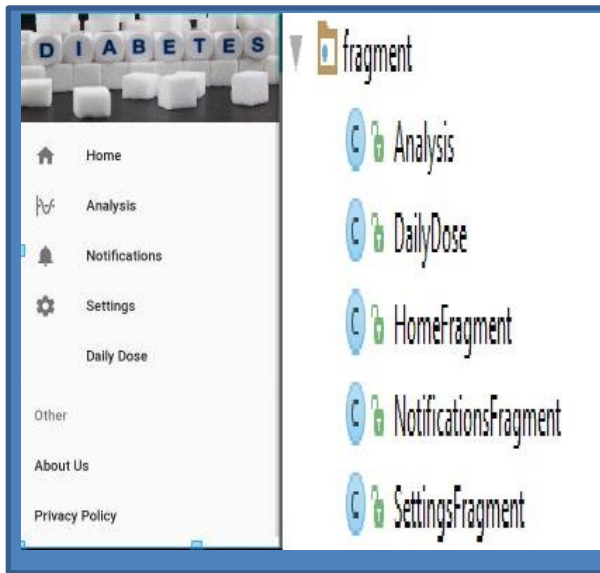 DIABETES
Home
Analysis
Notifications
Settings
Daily Dose
Other
About Us
Privacy Policy
fragment
C Analysis
C DailyDose
C HomeFragment
C NotificationsFragment
C SettingsFragment